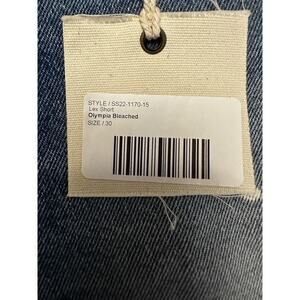 STYLE / SS22-1170-15
Lex Short
Olympia Bleached
SIZE / 30